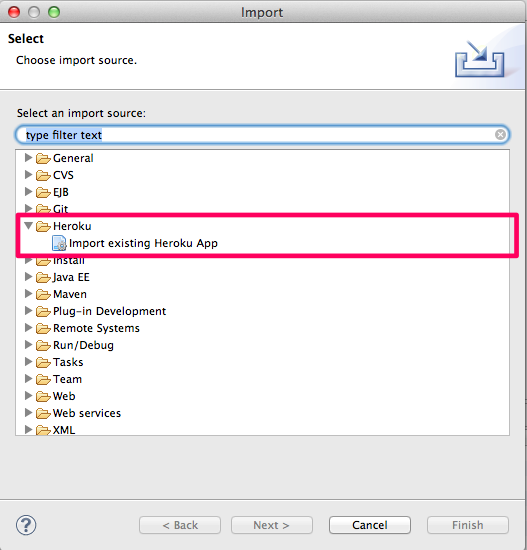 Import
Select
Choose import source.
Select an import source:
type filter text
General
CVS
EJB
Git
Heroku
Import existing Heroku App
Install
Java EE
Maven
Plug-in Development
Remote Systems
Run/Debug
Tasks
Team
Web
Web services
XML
? < Back Next > Cancel Finish